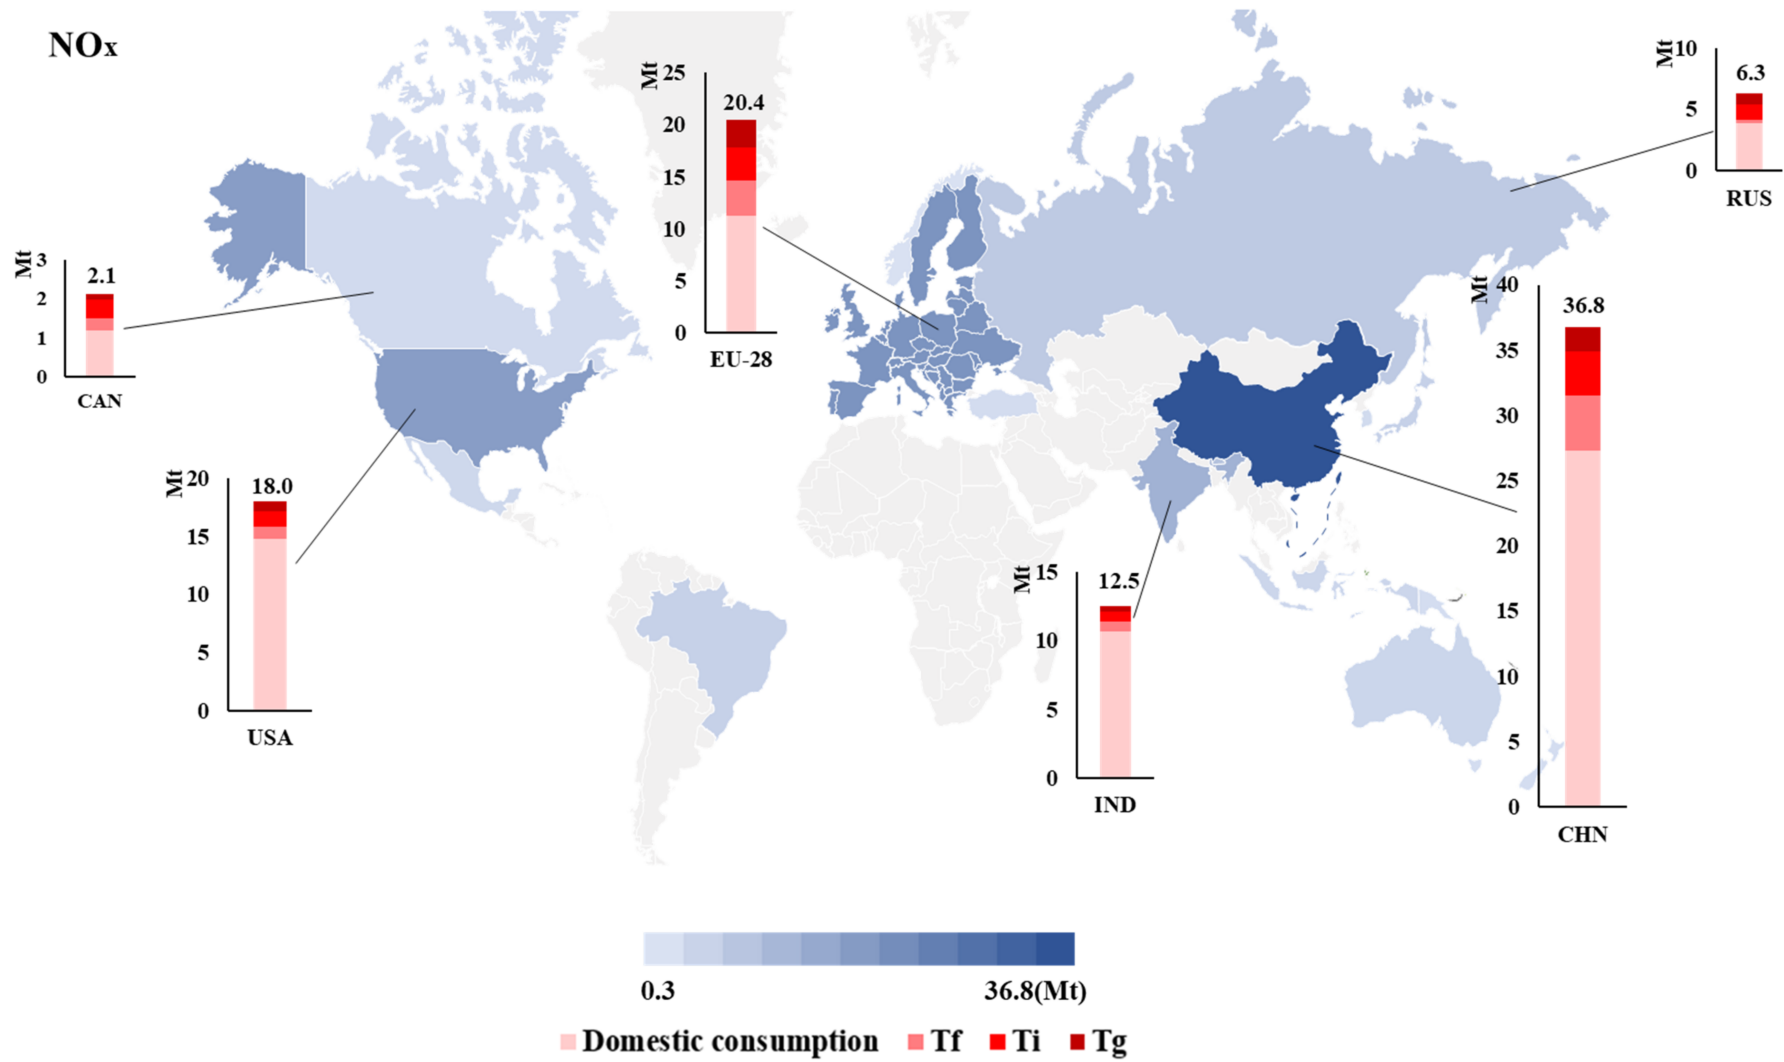 NOx
Mt
25
20.4
20
15
10
5
0
EU-28
Mt
10
6.3
5
0
RUS
Mt
3
2.1
2
1
0
CAN
Mt
40
36.8
35
30
25
20
15
10
5
0
CHN
Mt
20
18.0
15
10
5
0
USA
Mt
15
12.5
10
5
0
IND
0.3
36.8(Mt)
Domestic consumption Tf Ti Tg